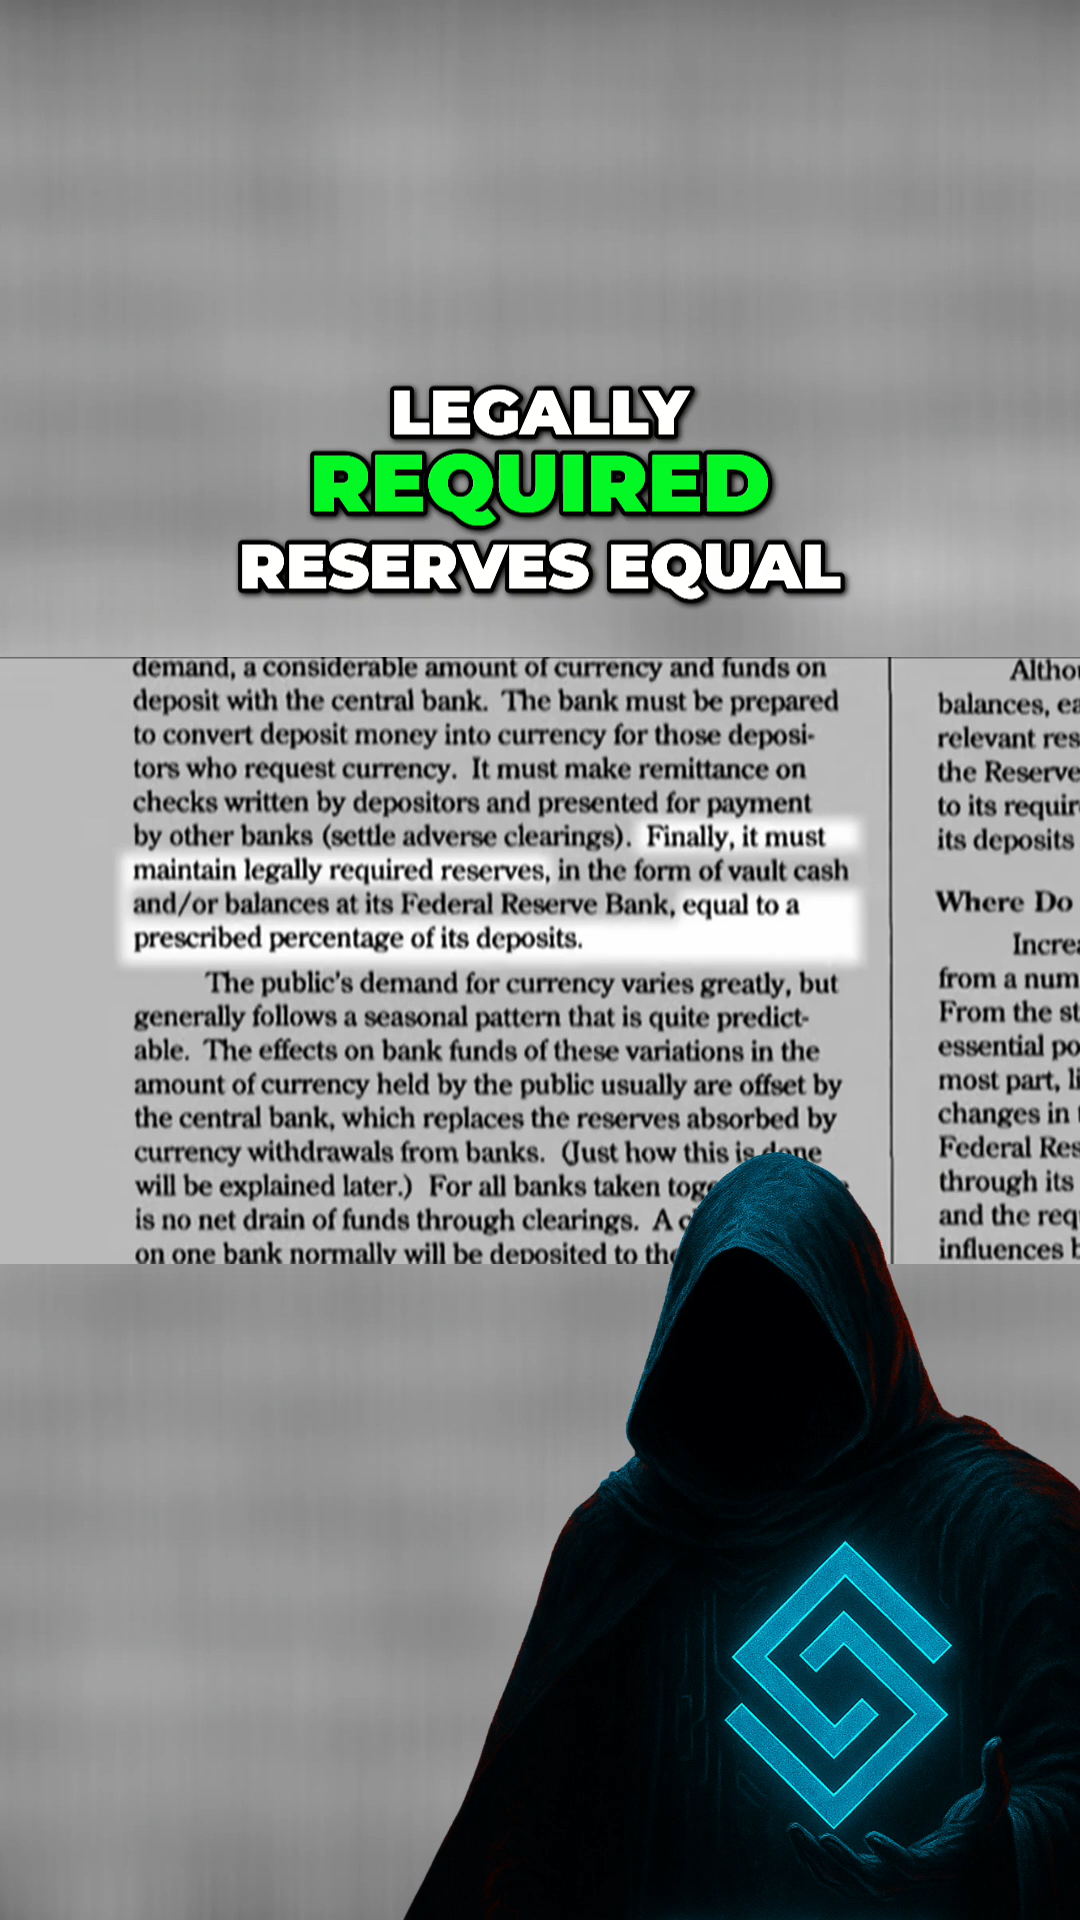 LEGALLY
REQUIRED
RESERVES EQUAL
demand, a considerable amount of currency and funds on
deposit with the central bank. The bank must be prepared
to convert deposit money into currency for those deposi-
tors who request currency. It must make remittance on
checks written by depositors and presented for payment
by other banks (settle adverse clearings). Finally, it must
maintain legally required reserves, in the form of vault cash
and/or balances at its Federal Reserve Bank, equal to a
prescribed percentage of its deposits.
The public's demand for currency varies greatly, but
generally follows a seasonal pattern that is quite predict-
able. The effects on bank funds of these variations in the
amount of currency held by the public usually are offset by
the central bank, which replaces the reserves absorbed by
currency withdrawals from banks. (Just how this is done
will be explained later.) For all banks taken
is no net drain of funds through clearings. A
on one bank normally will be deposited to
balances,
relevant
the Reserve
to its
its deposits
Where Do
from a
From the
essential
most part,
changes in
Federal
through its
and the
influences